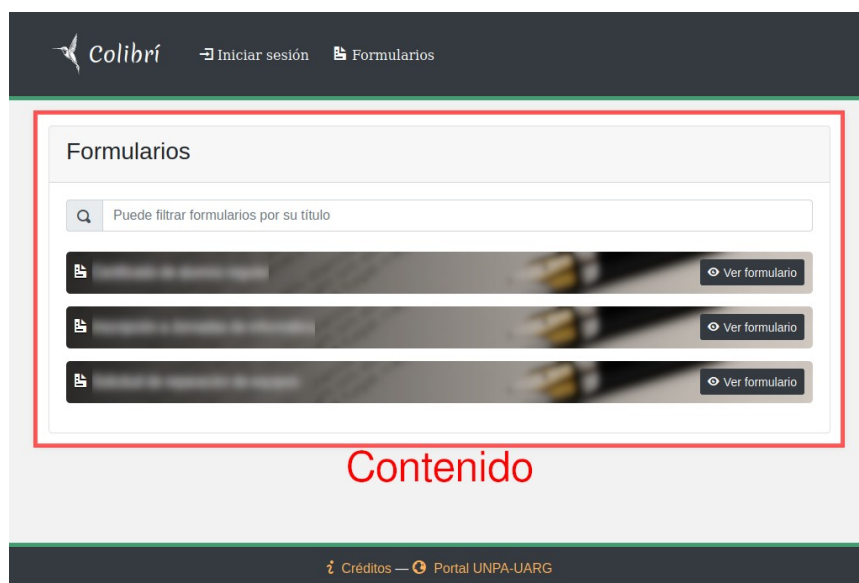 Colibrí Iniciar sesión Formularios
Formularios
Puede filtrar formularios por su título
Ver formulario
Ver formulario
Ver formulario
Contenido
Créditos — Portal UNPA-UARG